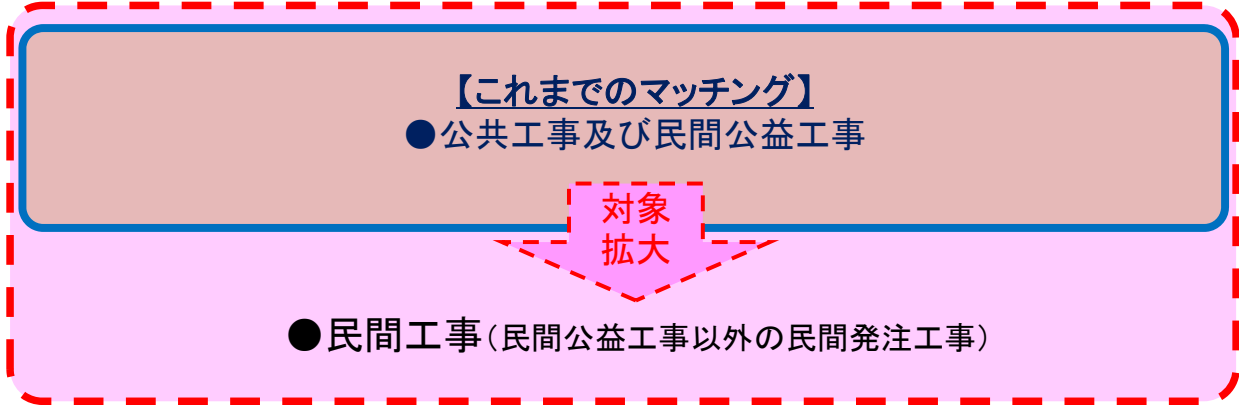 【これまでのマッチング】
●公共工事及び民間公益工事
対象
拡大
●民間工事（民間公益工事以外の民間発注工事）